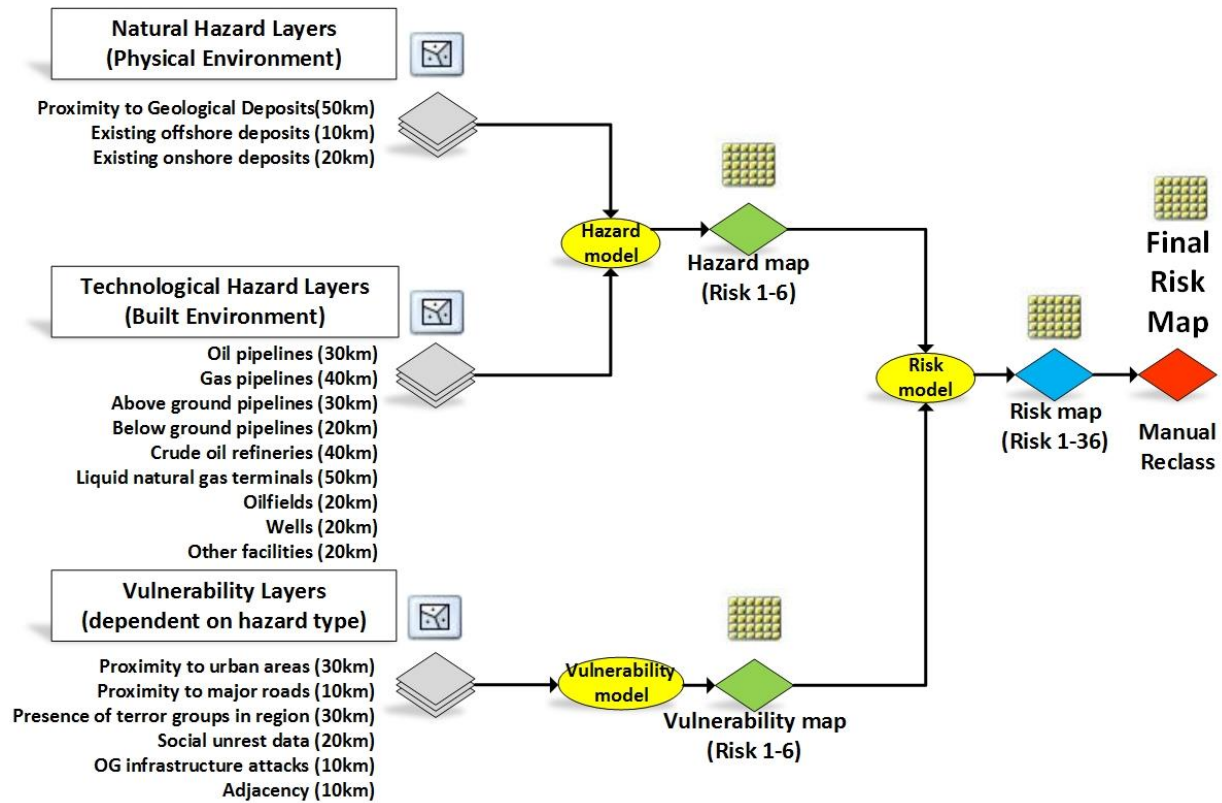 Natural Hazard Layers
(Physical Environment)
Proximity to Geological Deposits(50km)
Existing offshore deposits (10km)
Existing onshore deposits (20km)
Technological Hazard Layers
(Built Environment)
Oil pipelines (30km)
Gas pipelines (40km)
Above ground pipelines (30km)
Below ground pipelines (20km)
Crude oil refineries (40km)
Liquid natural gas terminals (50km)
Oilfields (20km)
Wells (20km)
Other facilities (20km)
Vulnerability Layers
(dependent on hazard type)
Proximity to urban areas (30km)
Proximity to major roads (10km)
Presence of terror groups in region (30km)
Social unrest data (20km)
OG infrastructure attacks (10km)
Adjacency (10km)
Hazard
model
Hazard map
(Risk 1-6)
Vulnerability
model
Vulnerability map
(Risk 1-6)
Risk
model
Risk map
(Risk 1-36)
Final
Risk
Map
Manual
Reclass